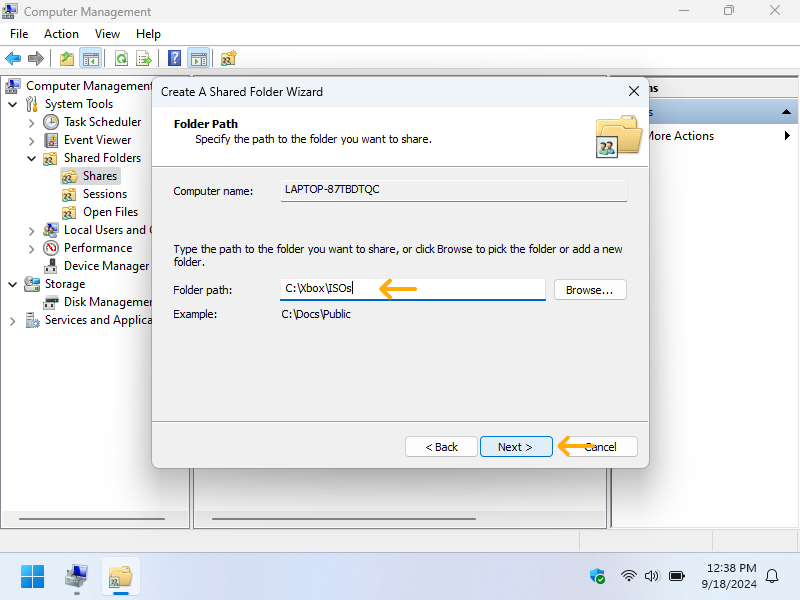 Computer Management
File Action View Help
Computer Management
System Tools
Task Scheduler
Event Viewer
Shared Folders
Shares
Sessions
Open Files
Local Users and
Performance
Device Manager
Storage
Disk Management
Services and Applica
Create A Shared Folder Wizard
Folder Path
Specify the path to the folder you want to share.
Computer name: LAPTOP-87TBDTQC
Type the path to the folder you want to share, or click Browse to pick the folder or add a new
folder.
Folder path: C:\Xbox\ISOs Browse...
Example: C:\Docs\Public
< Back Next > Cancel
ns
s
More Actions
12:38 PM
9/18/2024